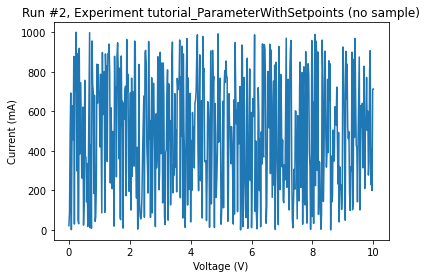 Run #2, Experiment tutorial_ParameterWithSetpoints (no sample)
Current (mA)
1000
800
600
400
200
0
0 2 4 6 8 10
Voltage (V)